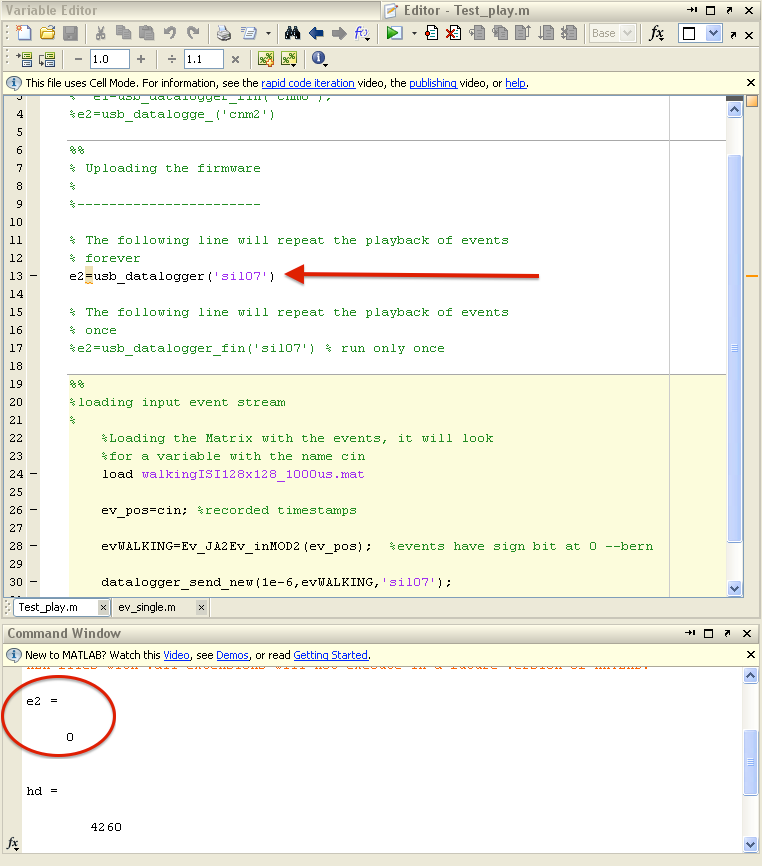 Variable Editor
Editor - Test_play.m
1.0
1.1
Base
fx
This file uses Cell Mode. For information, see the rapid code iteration video, the publishing video, or help.
4 %e2=usb_datalogge_('cnm2')
5
6 %%
7 % Uploading the firmware
8 %
9 %-----------------------
10
11 % The following line will repeat the playback of events
12 % forever
13 e2=usb_datalogger('sil07')
14
15 % The following line will repeat the playback of events
16 % once
17 %e2=usb_datalogger_fin('sil07') % run only once
18
19 %%
20 %loading input event stream
21 %
22 %Loading the Matrix with the events, it will look
23 %for a variable with the name cin
24 load walkingISI128x128_1000us.mat
25
26 ev_pos=cin; %recorded timestamps
27
28 evWALKING=Ev_JA2Ev_inMOD2(ev_pos); %events have sign bit at 0 --bern
29
30 datalogger_send_new(1e-6,evWALKING,'sil07');
Test_play.m
ev_single.m
Command Window
New to MATLAB? Watch this Video, see Demos, or read Getting Started.
e2 =
0
hd =
4260
fx